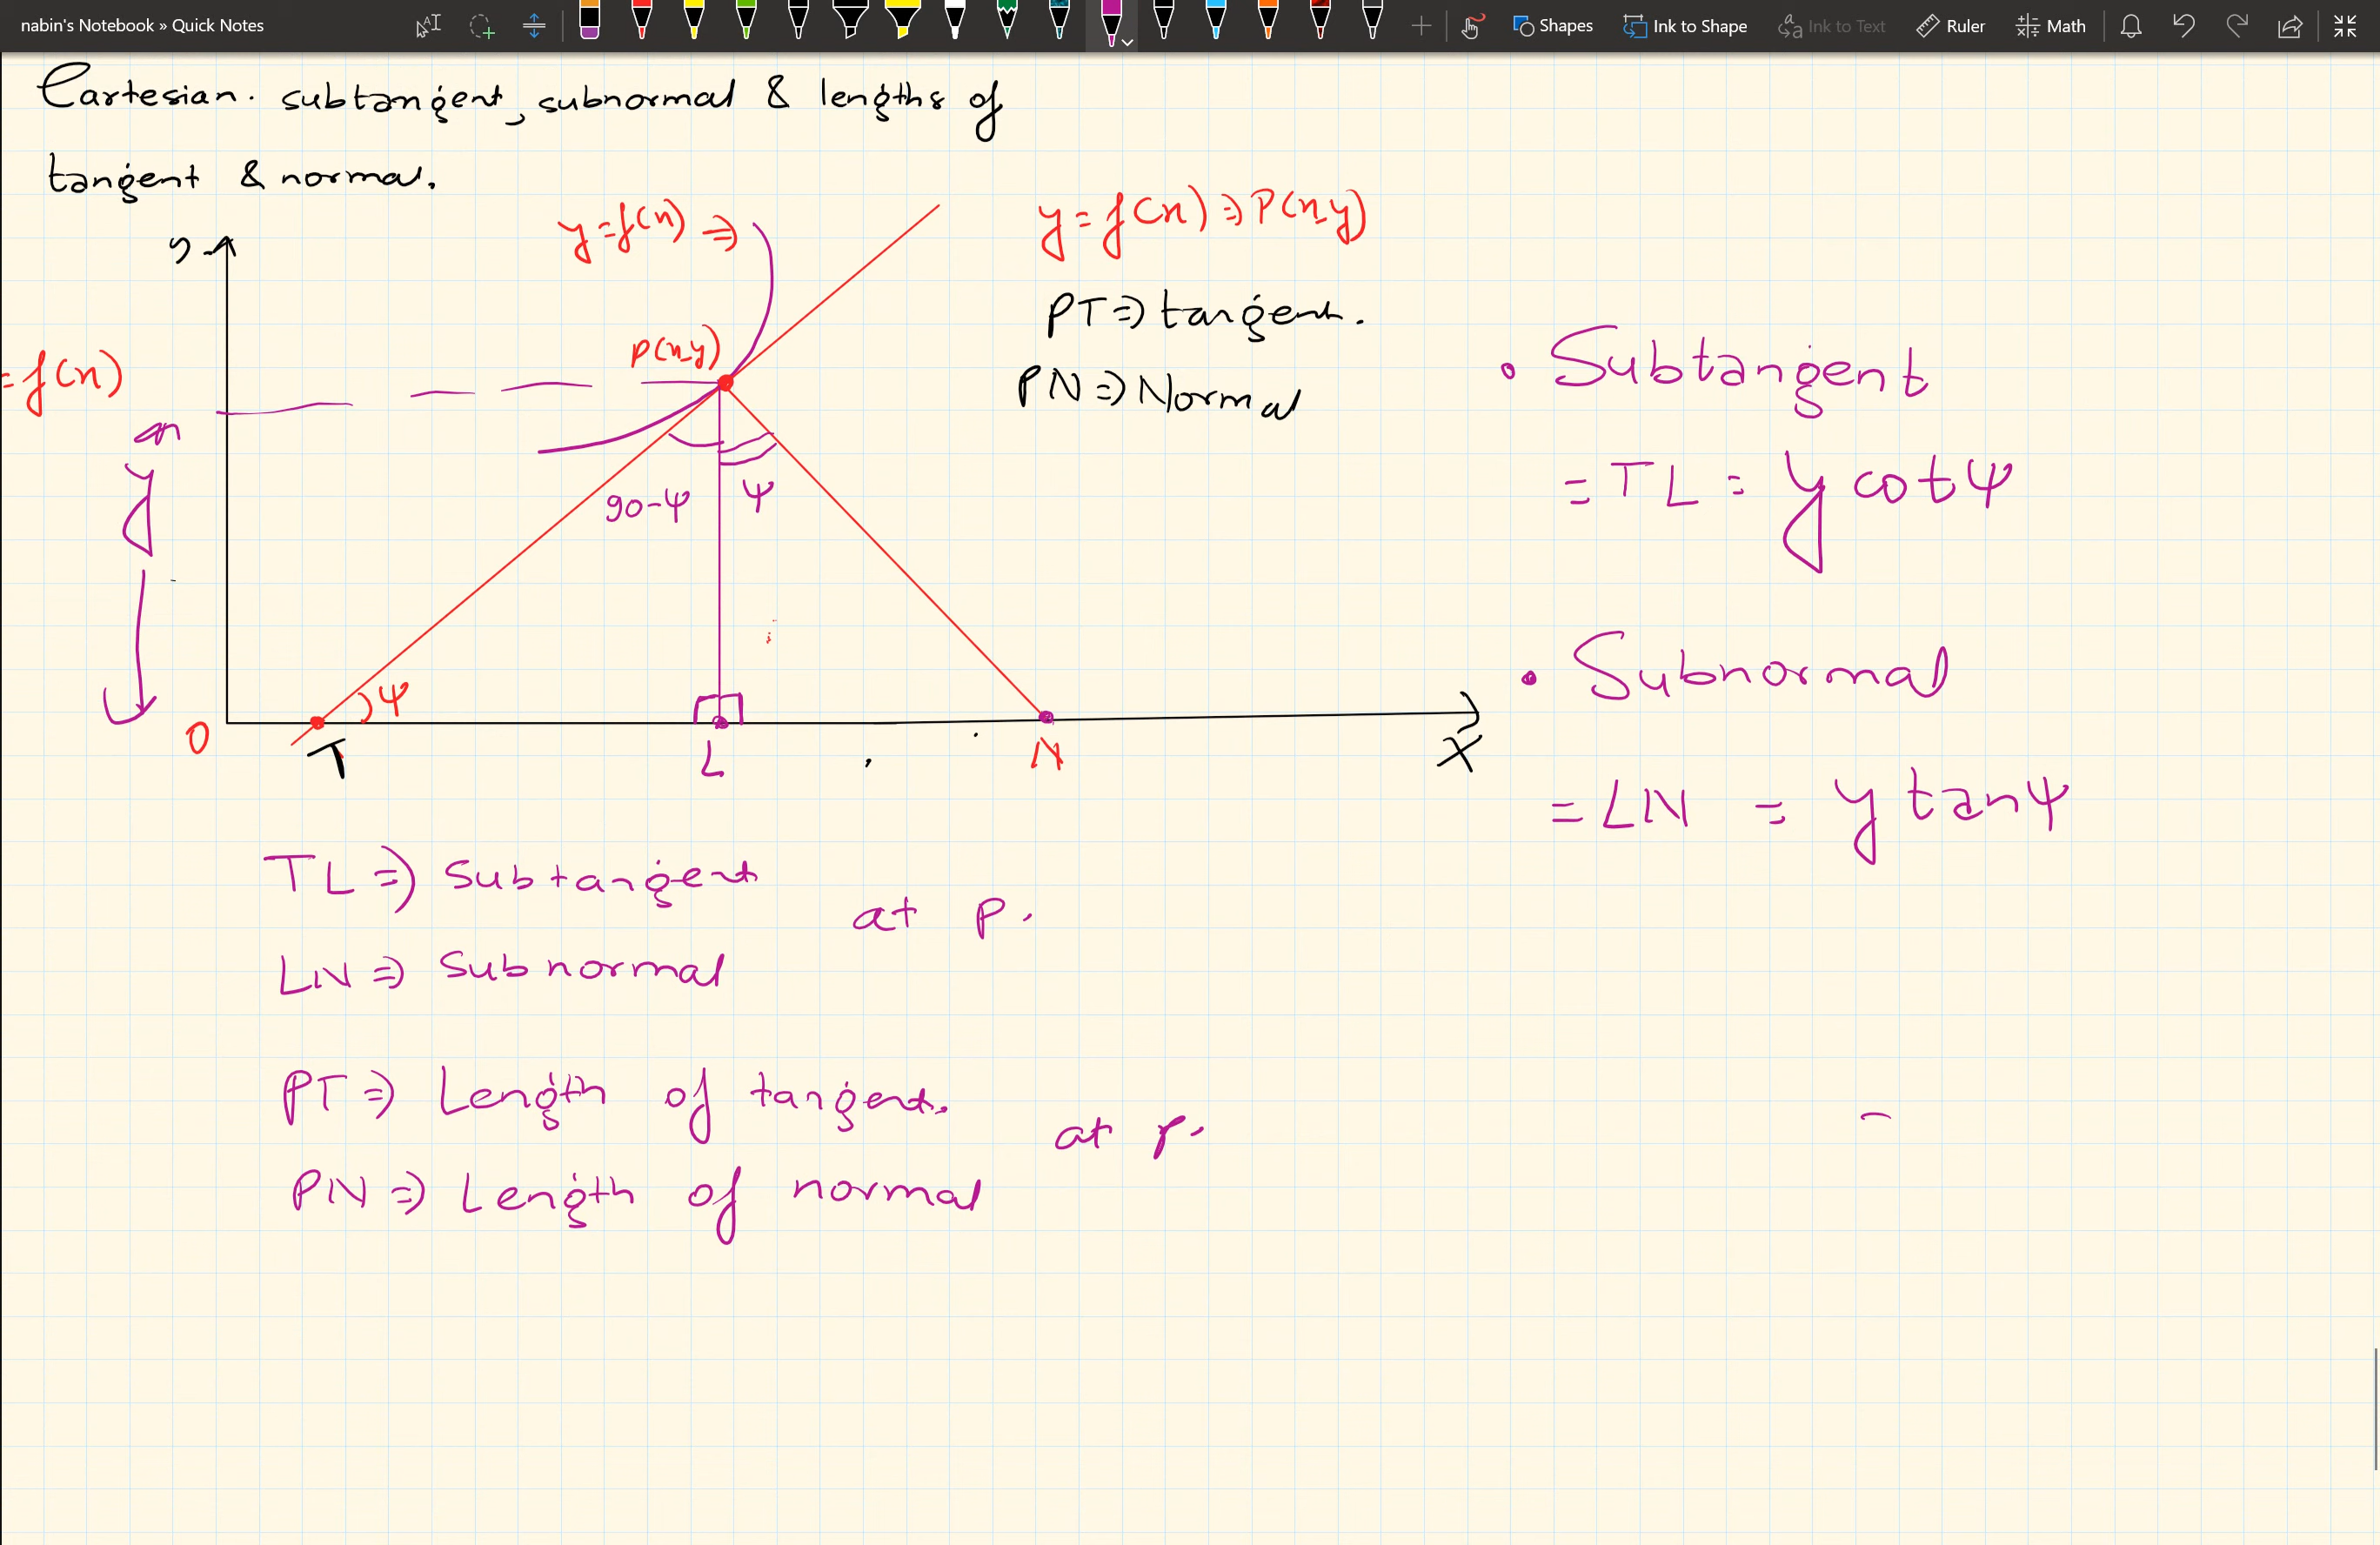 nabin's Notebook » Quick Notes
Shapes
Ink to Shape
Ink to Text
Ruler
Math
Cartesian. subtangent, subnormal & lengths of
tangent & normal.
y=f(n) ⇒
y=f(n)⇒P(n,y)
y
P(n,y)
PT⇒tangent.
=f(n)
PN⇒Normal
y
90-ψ
ψ
ψ
O
T
L
N
X
TL⇒ Subtangent
at P.
LN⇒ Subnormal
PT⇒ Length of tangent.
at P.
PN⇒ Length of normal
• Subtangent
=TL= y cotψ
• Subnormal
=LN = y tanψ